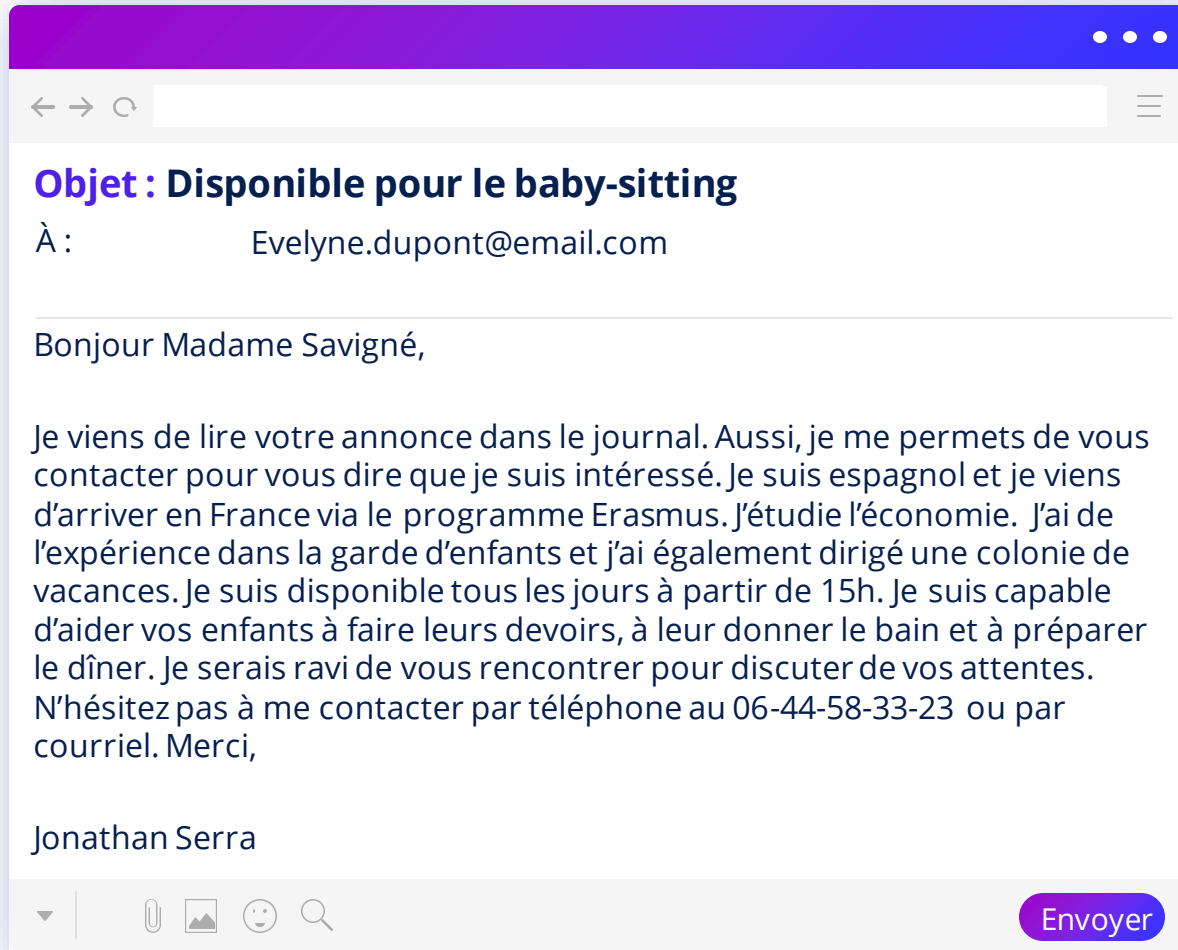 Objet : Disponible pour le baby-sitting
À : Evelyne.dupont@email.com
Bonjour Madame Savigné,
Je viens de lire votre annonce dans le journal. Aussi, je me permets de vous
contacter pour vous dire que je suis intéressé. Je suis espagnol et je viens
d’arriver en France via le programme Erasmus. J’étudie l’économie. J’ai de
l’expérience dans la garde d’enfants et j’ai également dirigé une colonie de
vacances. Je suis disponible tous les jours à partir de 15h. Je suis capable
d’aider vos enfants à faire leurs devoirs, à leur donner le bain et à préparer
le dîner. Je serais ravi de vous rencontrer pour discuter de vos attentes.
N’hésitez pas à me contacter par téléphone au 06-44-58-33-23 ou par
courriel. Merci,
Jonathan Serra
Envoyer